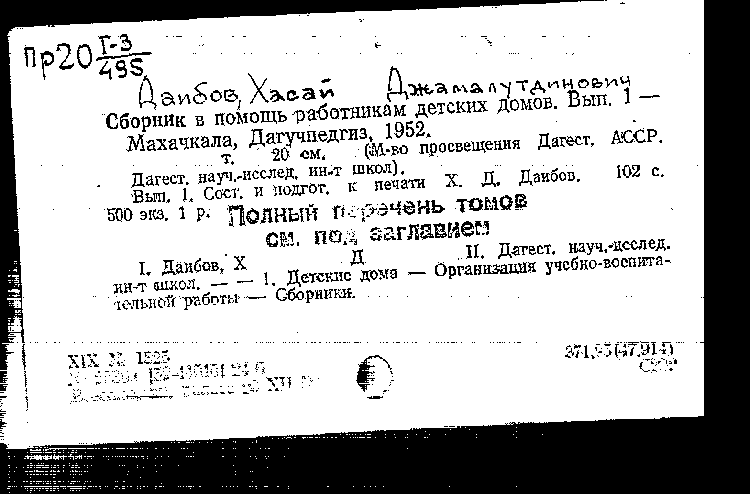 Пр20 Г-3
495
Даибов, Хасай Джамалутдинович
Сборник в помощь работникам детских домов. Вып. 1 —
Махачкала, Дагучпедгиз, 1952.
т. 20 см. (М-во просвещения Дагест. АССР.
Дагест. науч.-исслед. ин-т школ).
Вып. 1. Сост. и подгот. к печати Х. Д. Даибов. 102 с.
500 экз. 1 р. Полный перечень томов
см. под заглавием
I. Даибов, Х Д II. Дагест. науч.-исслед.
ин-т школ. — — 1. Детские дома — Организация учебно-воспита-
тельной работы — Сборники.
XIX № 1525
371,95(47.914)
XII